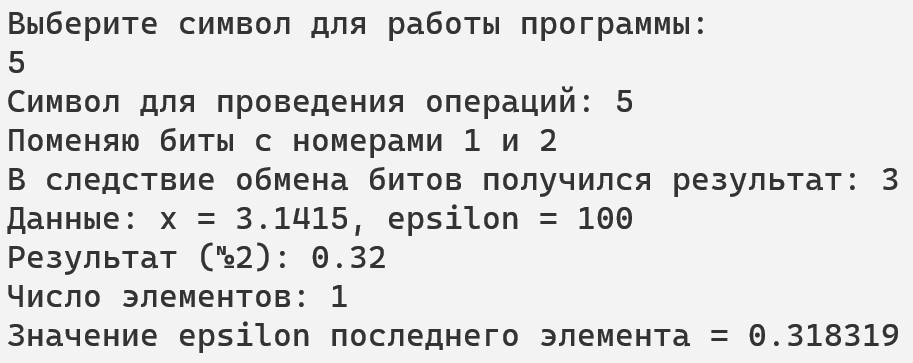 Выберите символ для работы программы:
5
Символ для проведения операций: 5
Поменяю биты с номерами 1 и 2
В следствие обмена битов получился результат: 3
Данные: x = 3.1415, epsilon = 100
Результат (№2): 0.32
Число элементов: 1
Значение epsilon последнего элемента = 0.318319